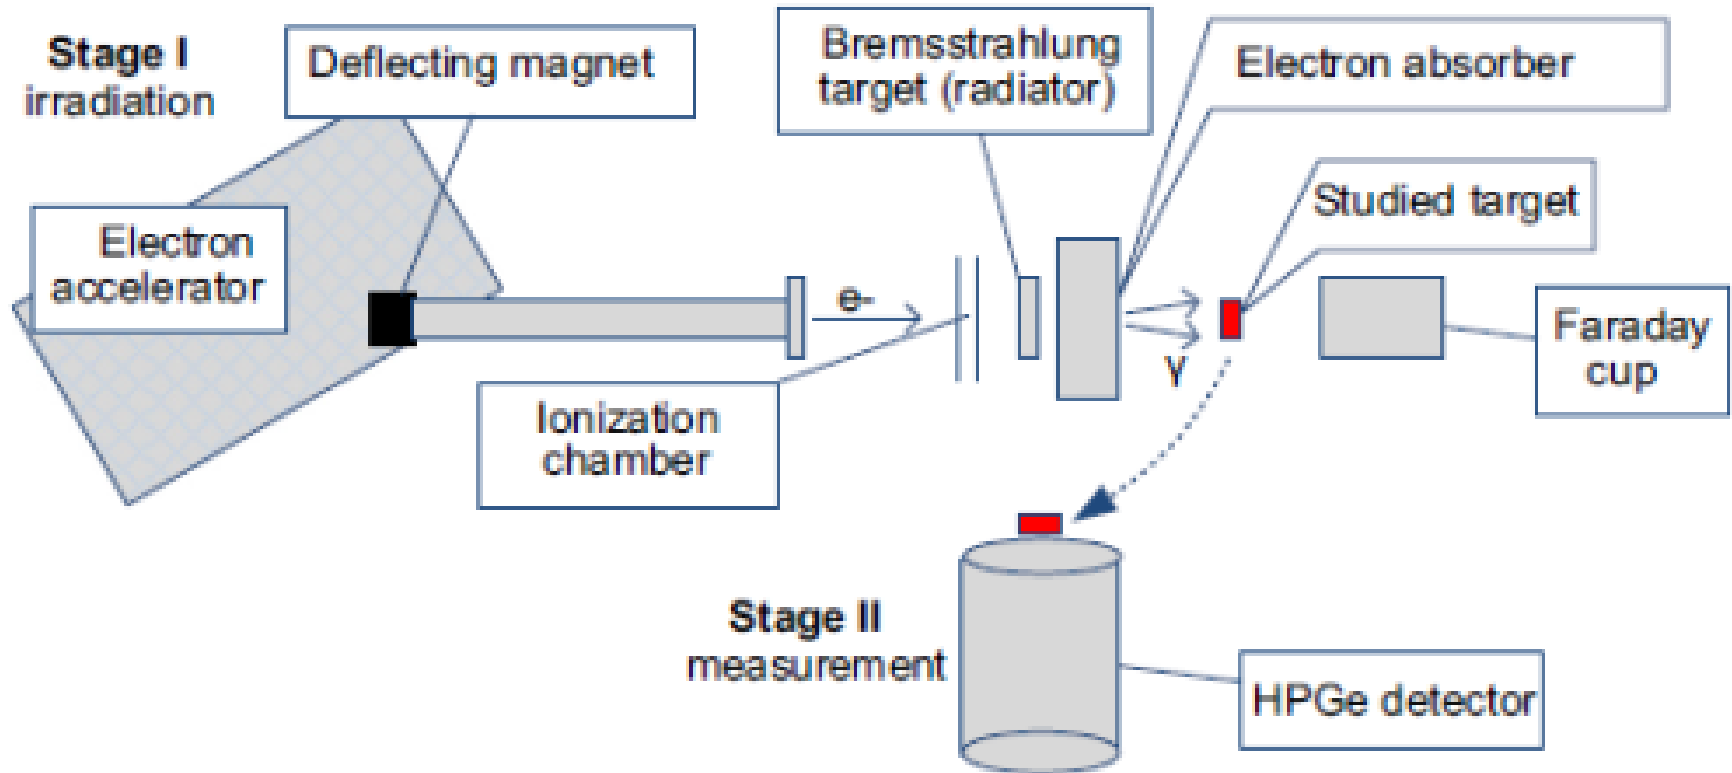 Stage I
irradiation
Deflecting magnet
Bremsstrahlung
target (radiator)
Electron absorber
Studied target
Electron
accelerator
e-
γ
Faraday
cup
Ionization
chamber
Stage II
measurement
HPGe detector